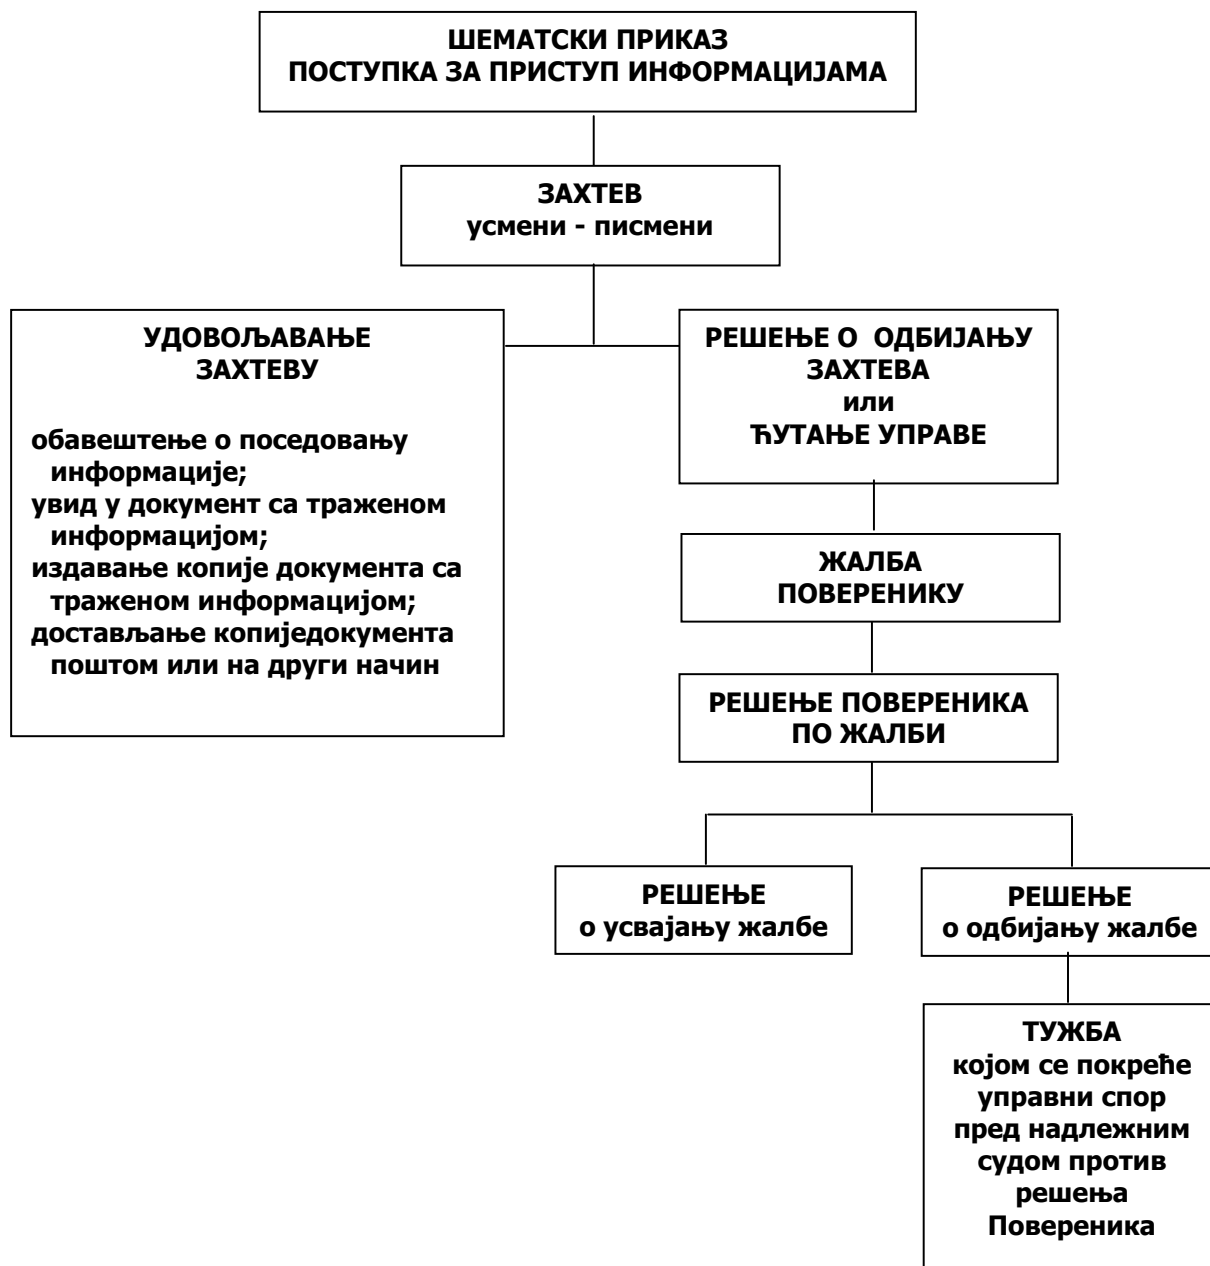 ШЕМАТСКИ ПРИКАЗ
ПОСТУПКА ЗА ПРИСТУП ИНФОРМАЦИЈАМА
ЗАХТЕВ
усмени - писмени
УДОВОЉАВАЊЕ
ЗАХТЕВУ
обавештење о поседовању
информације;
увид у документ са траженом
информацијом;
издавање копије документа са
траженом информацијом;
достављање копиједокумента
поштом или на други начин
РЕШЕЊЕ О ОДБИЈАЊУ
ЗАХТЕВА
или
ЋУТАЊЕ УПРАВЕ
ЖАЛБА
ПОВЕРЕНИКУ
РЕШЕЊЕ ПОВЕРЕНИКА
ПО ЖАЛБИ
РЕШЕЊЕ
о усвајању жалбе
РЕШЕЊЕ
о одбијању жалбе
ТУЖБА
којом се покреће
управни спор
пред надлежним
судом против
решења
Повереника